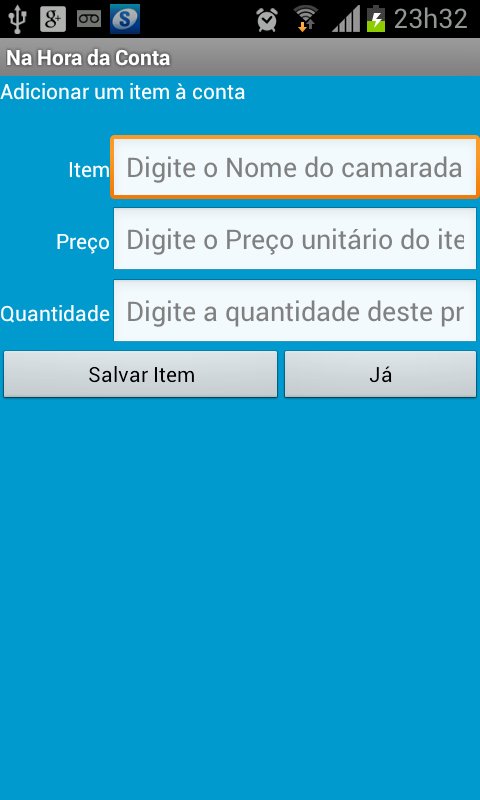 23h32
Na Hora da Conta
Adicionar um item à conta
Item Digite o Nome do camarada
Preço Digite o Preço unitário do ite
Quantidade Digite a quantidade deste pr
Salvar Item Já